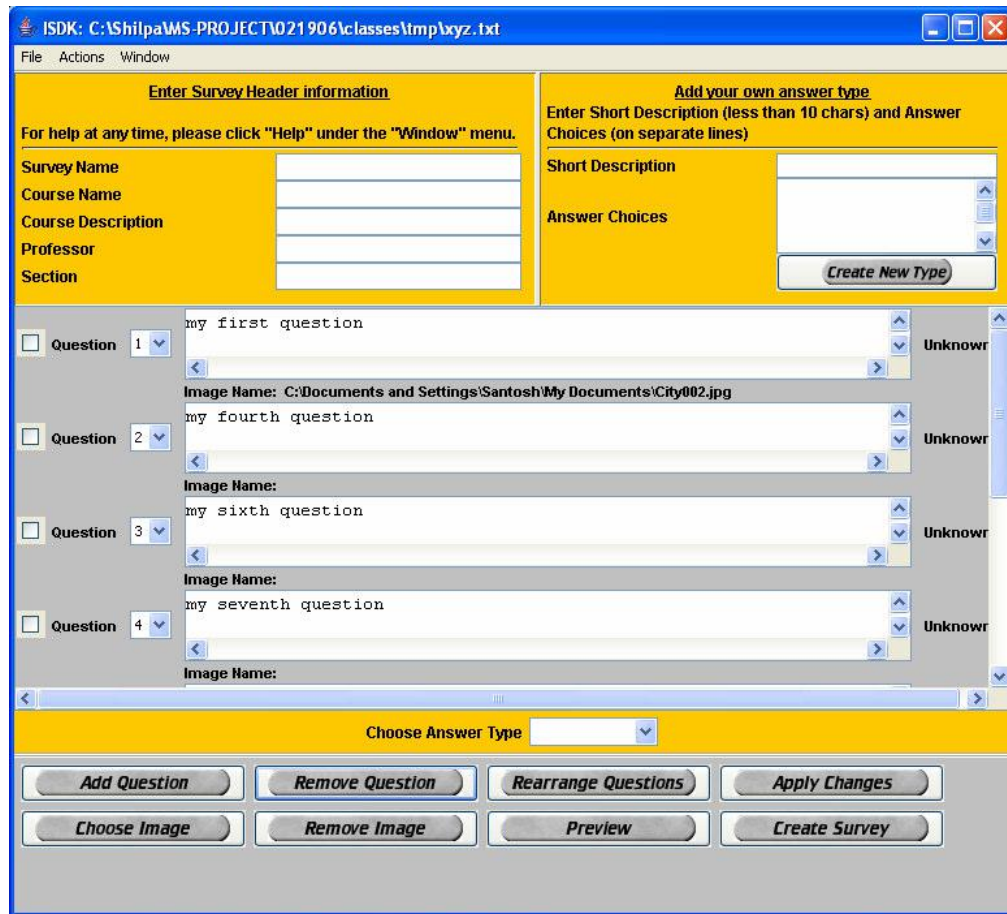 ISDK: C:\Shilpa\MS-PROJECT\021906\classes\tmp\xyz.txt
File Actions Window
Enter Survey Header information
For help at any time, please click "Help" under the "Window" menu.
Survey Name
Course Name
Course Description
Professor
Section
Add your own answer type
Enter Short Description (less than 10 chars) and Answer
Choices (on separate lines)
Short Description
Answer Choices
Create New Type
Question 1 my first question Unknowr
Image Name: C:\Documents and Settings\Santosh\My Documents\City002.jpg
Question 2 my fourth question Unknowr
Image Name:
Question 3 my sixth question Unknowr
Image Name:
Question 4 my seventh question Unknowr
Image Name:
Choose Answer Type
Add Question Remove Question Rearrange Questions Apply Changes
Choose Image Remove Image Preview Create Survey